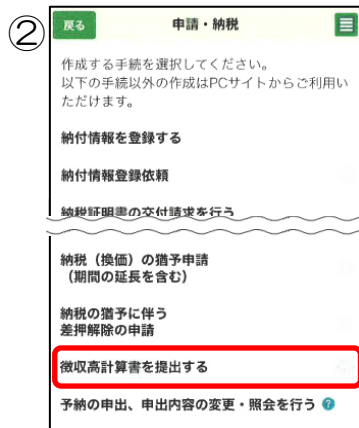 ②
戻る
申請・納税
作成する手続を選択してください。
以下の手続以外の作成はPCサイトからご利用い
ただけます。
納付情報を登録する
納付情報登録依頼
納税証明書の交付請求を行う
納税（換価）の猶予申請
（期間の延長を含む）
納税の猶予に伴う
差押解除の申請
徴収高計算書を提出する
予納の申出、申出内容の変更・照会を行う ?